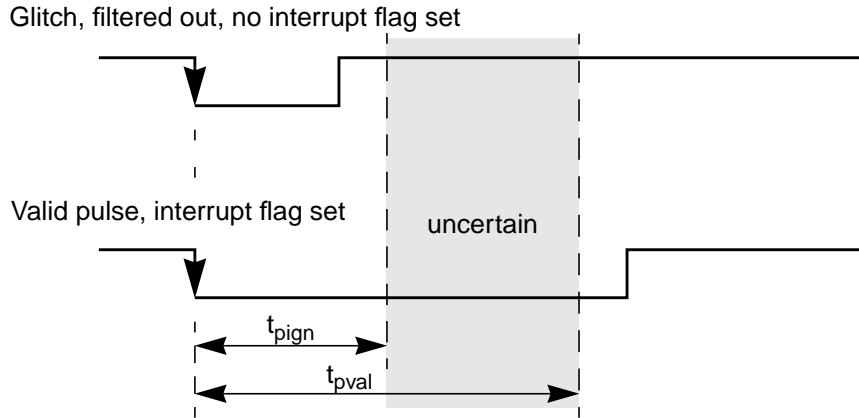 Glitch, filtered out, no interrupt flag set
Valid pulse, interrupt flag set
uncertain
tpign
tpval